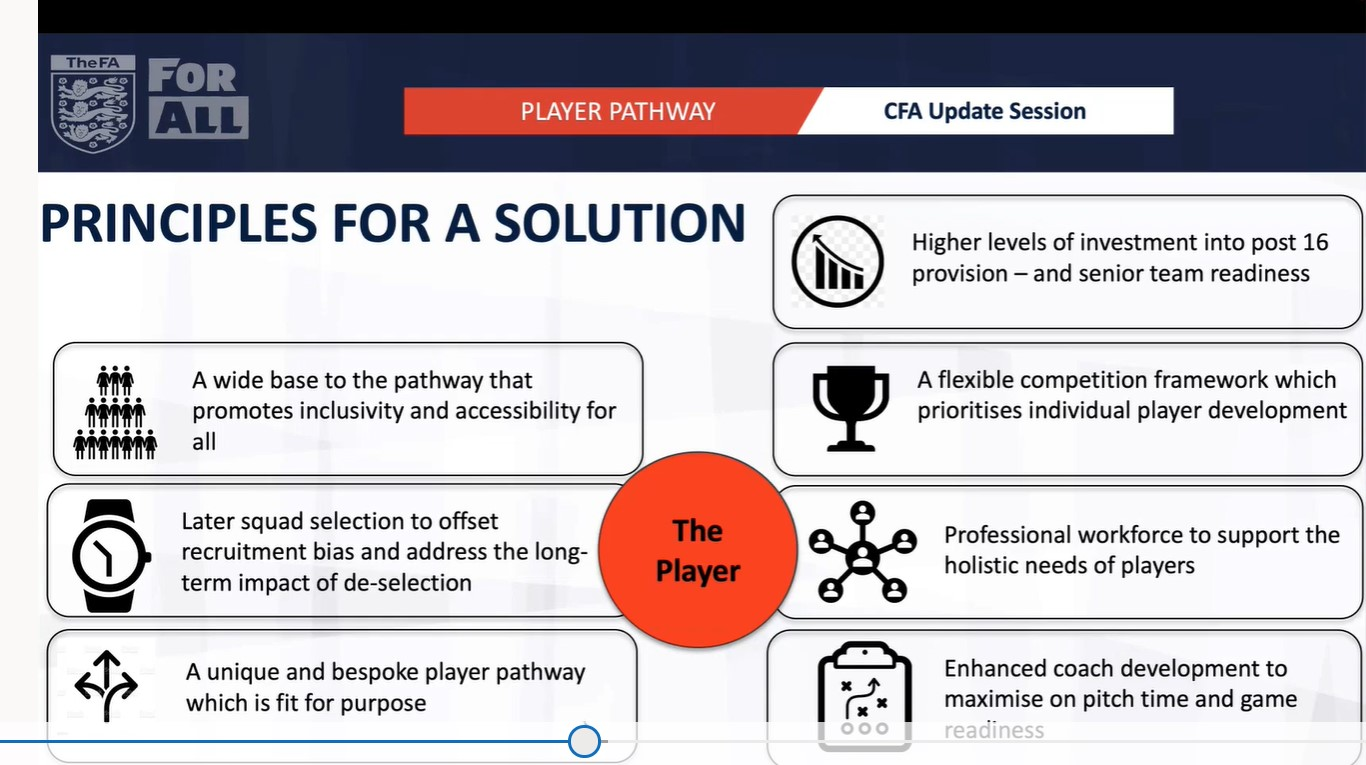 The FA
FOR
ALL
PLAYER PATHWAY
CFA Update Session
PRINCIPLES FOR A SOLUTION
A wide base to the pathway that
promotes inclusivity and accessibility for
all
Later squad selection to offset
recruitment bias and address the long-
term impact of de-selection
A unique and bespoke player pathway
which is fit for purpose
The
Player
Higher levels of investment into post 16
provision – and senior team readiness
A flexible competition framework which
prioritises individual player development
Professional workforce to support the
holistic needs of players
Enhanced coach development to
maximise on pitch time and game
readiness